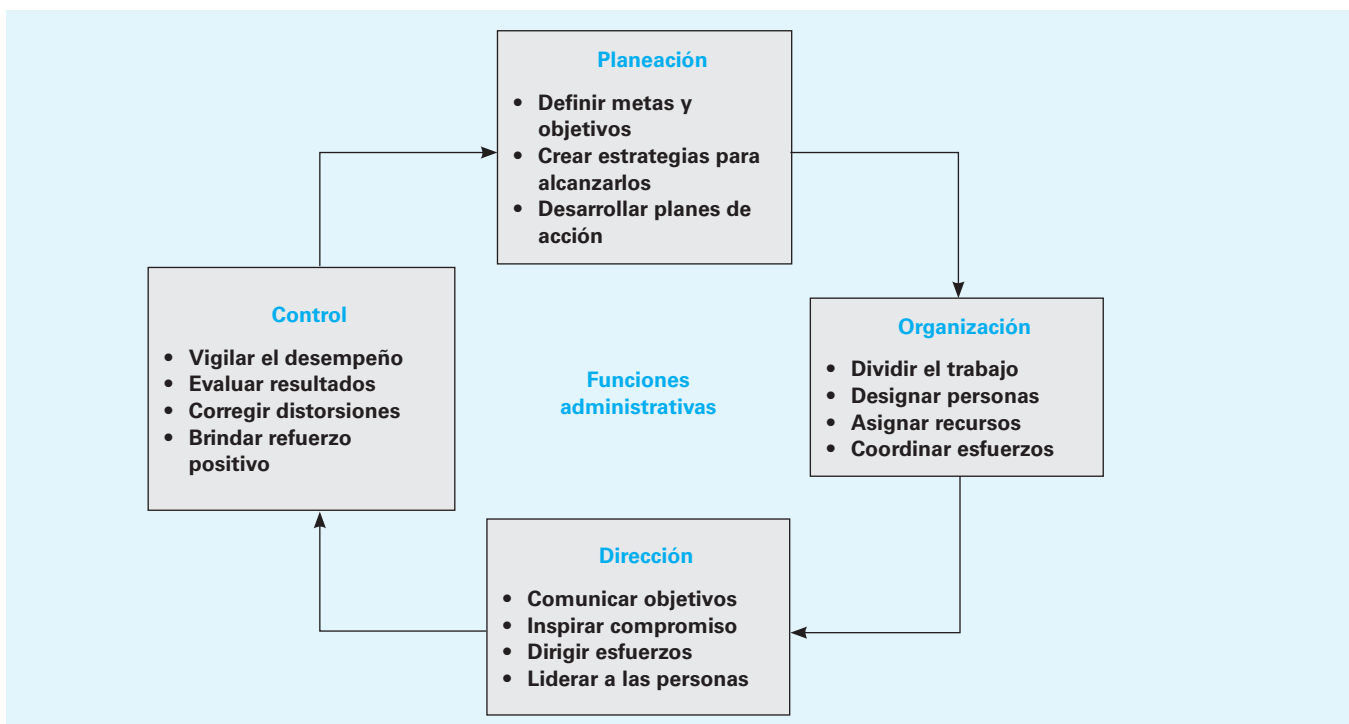 Planeación
• Definir metas y
objetivos
• Crear estrategias para
alcanzarlos
• Desarrollar planes de
acción
Control
• Vigilar el desempeño
• Evaluar resultados
• Corregir distorsiones
• Brindar refuerzo
positivo
Funciones
administrativas
Organización
• Dividir el trabajo
• Designar personas
• Asignar recursos
• Coordinar esfuerzos
Dirección
• Comunicar objetivos
• Inspirar compromiso
• Dirigir esfuerzos
• Liderar a las personas